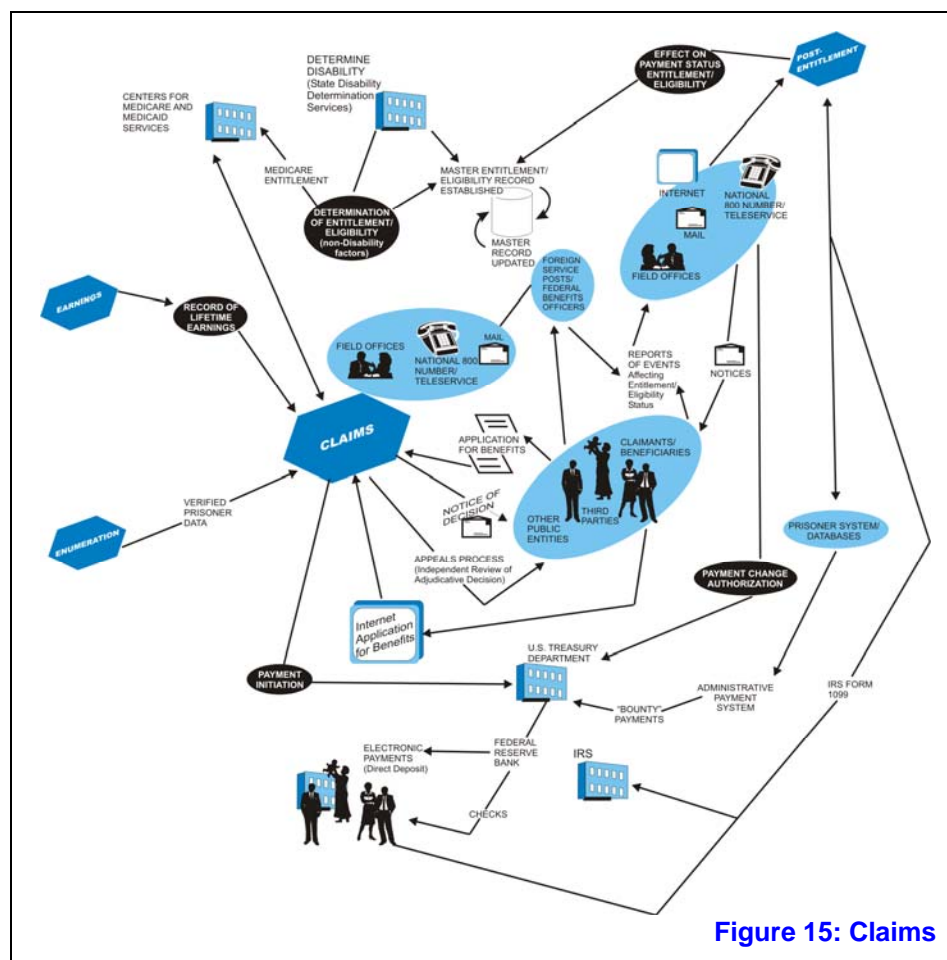 EFFECT ON
PAYMENT STATUS
ENTITLEMENT/
ELIGIBILITY
POST-
ENTITLEMENT
DETERMINE
DISABILITY
(State Disability
Determination
Services)
CENTERS FOR
MEDICARE AND
MEDICAID
SERVICES
MEDICARE
ENTITLEMENT
MASTER ENTITLEMENT/
ELIGIBILITY RECORD
ESTABLISHED
DETERMINATION
OF ENTITLEMENT/
ELIGIBILITY
(non-Disability
factors)
MASTER
RECORD
UPDATED
INTERNET
NATIONAL
800 NUMBER/
TELESERVICE
MAIL
FIELD OFFICES
FOREIGN
SERVICE
POSTS/
FEDERAL
BENEFITS
OFFICERS
EARNINGS
RECORD OF
LIFETIME
EARNINGS
FIELD OFFICES
NATIONAL 800
NUMBER/
TELESERVICE
MAIL
REPORTS
OF EVENTS
Affecting
Entitlement/
Eligibility
Status
NOTICES
CLAIMS
APPLICATION
FOR BENEFITS
CLAIMANTS/
BENEFICIARIES
THIRD
PARTIES
OTHER
PUBLIC
ENTITIES
NOTICE OF
DECISION
VERIFIED
PRISONER
DATA
ENUMERATION
APPEALS PROCESS
(Independent Review of
Adjudicative Decision)
PRISONER SYSTEM/
DATABASES
PAYMENT CHANGE
AUTHORIZATION
Internet
Application
for Benefits
U.S. TREASURY
DEPARTMENT
PAYMENT
INITIATION
"BOUNTY"
PAYMENTS
ADMINISTRATIVE
PAYMENT
SYSTEM
IRS FORM
1099
ELECTRONIC
PAYMENTS
(Direct Deposit)
FEDERAL
RESERVE
BANK
IRS
CHECKS
Figure 15: Claims